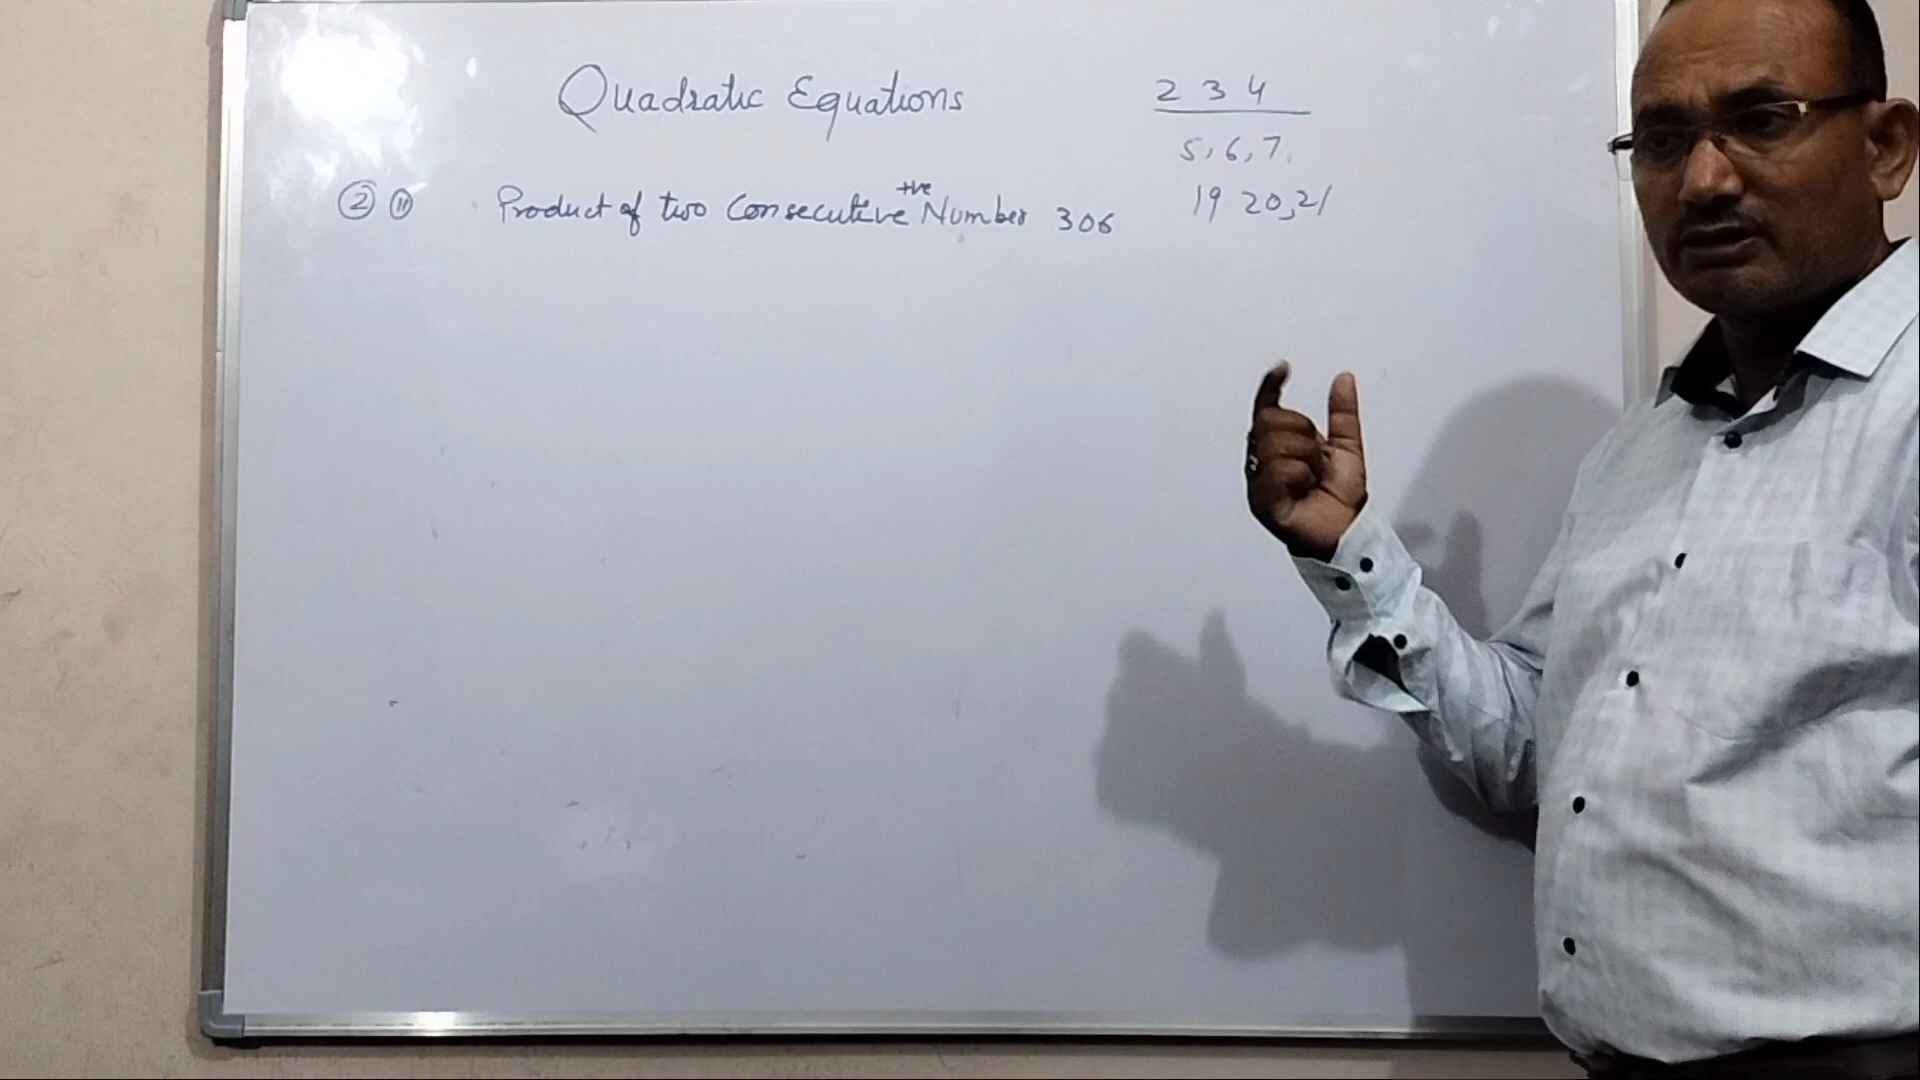 Quadratic Equations
2 3 4
5, 6, 7
19 20, 21
② ⑪ Product of two Consecutive +ve Number 306